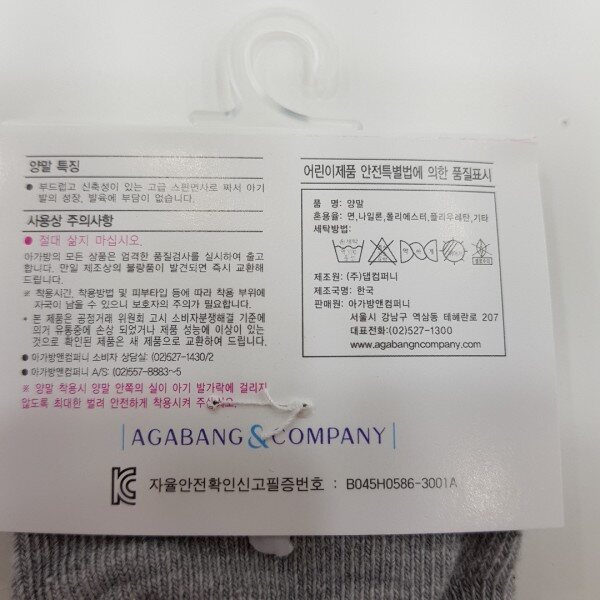 양말 특징
● 부드럽고 신축성이 있는 고급 스판면사로 짜서 아기
발의 성장, 발육에 부담이 없습니다.
사용상 주의사항
● 절대 삶지 마십시오.
아가방의 모든 상품은 엄격한 품질검사를 실시하여 출고
합니다. 만일 제조상의 불량품이 발견되면 즉시 교환해
드립니다.
※ 착용시간, 착용방법 및 피부타입 등에 따라 착용 부위에
자국이 남을 수 있으니 보호자의 주의가 필요합니다.
* 본 제품은 공정거래 위원회 고시 소비자분쟁해결 기준에
의거 유통중에 손상 되었거나 제품 성능에 이상이 있는
것으로 확인된 제품은 새 제품으로 교환하여 드립니다.
● 아가방앤컴퍼니 소비자 상담실: (02)527-1430/2
● 아가방앤컴퍼니 A/S: (02)557-8883~5
※ 양말 착용시 양말 안쪽의 실이 아기 발가락에 걸리지
않도록 최대한 벌려 안전하게 착용시켜 주십시오.
어린이제품 안전특별법에 의한 품질표시
품 명: 양말
혼용율: 면,나일론,폴리에스터,폴리우레탄,기타
세탁방법:
제조원: (주)댑컴퍼니
제조국명: 한국
판매원: 아가방앤컴퍼니
서울시 강남구 역삼동 테헤란로 207
대표전화:(02)527-1300
www.agabangncompany.com
AGABANG&COMPANY
자율안전확인신고필증번호 : B045H0586-3001A